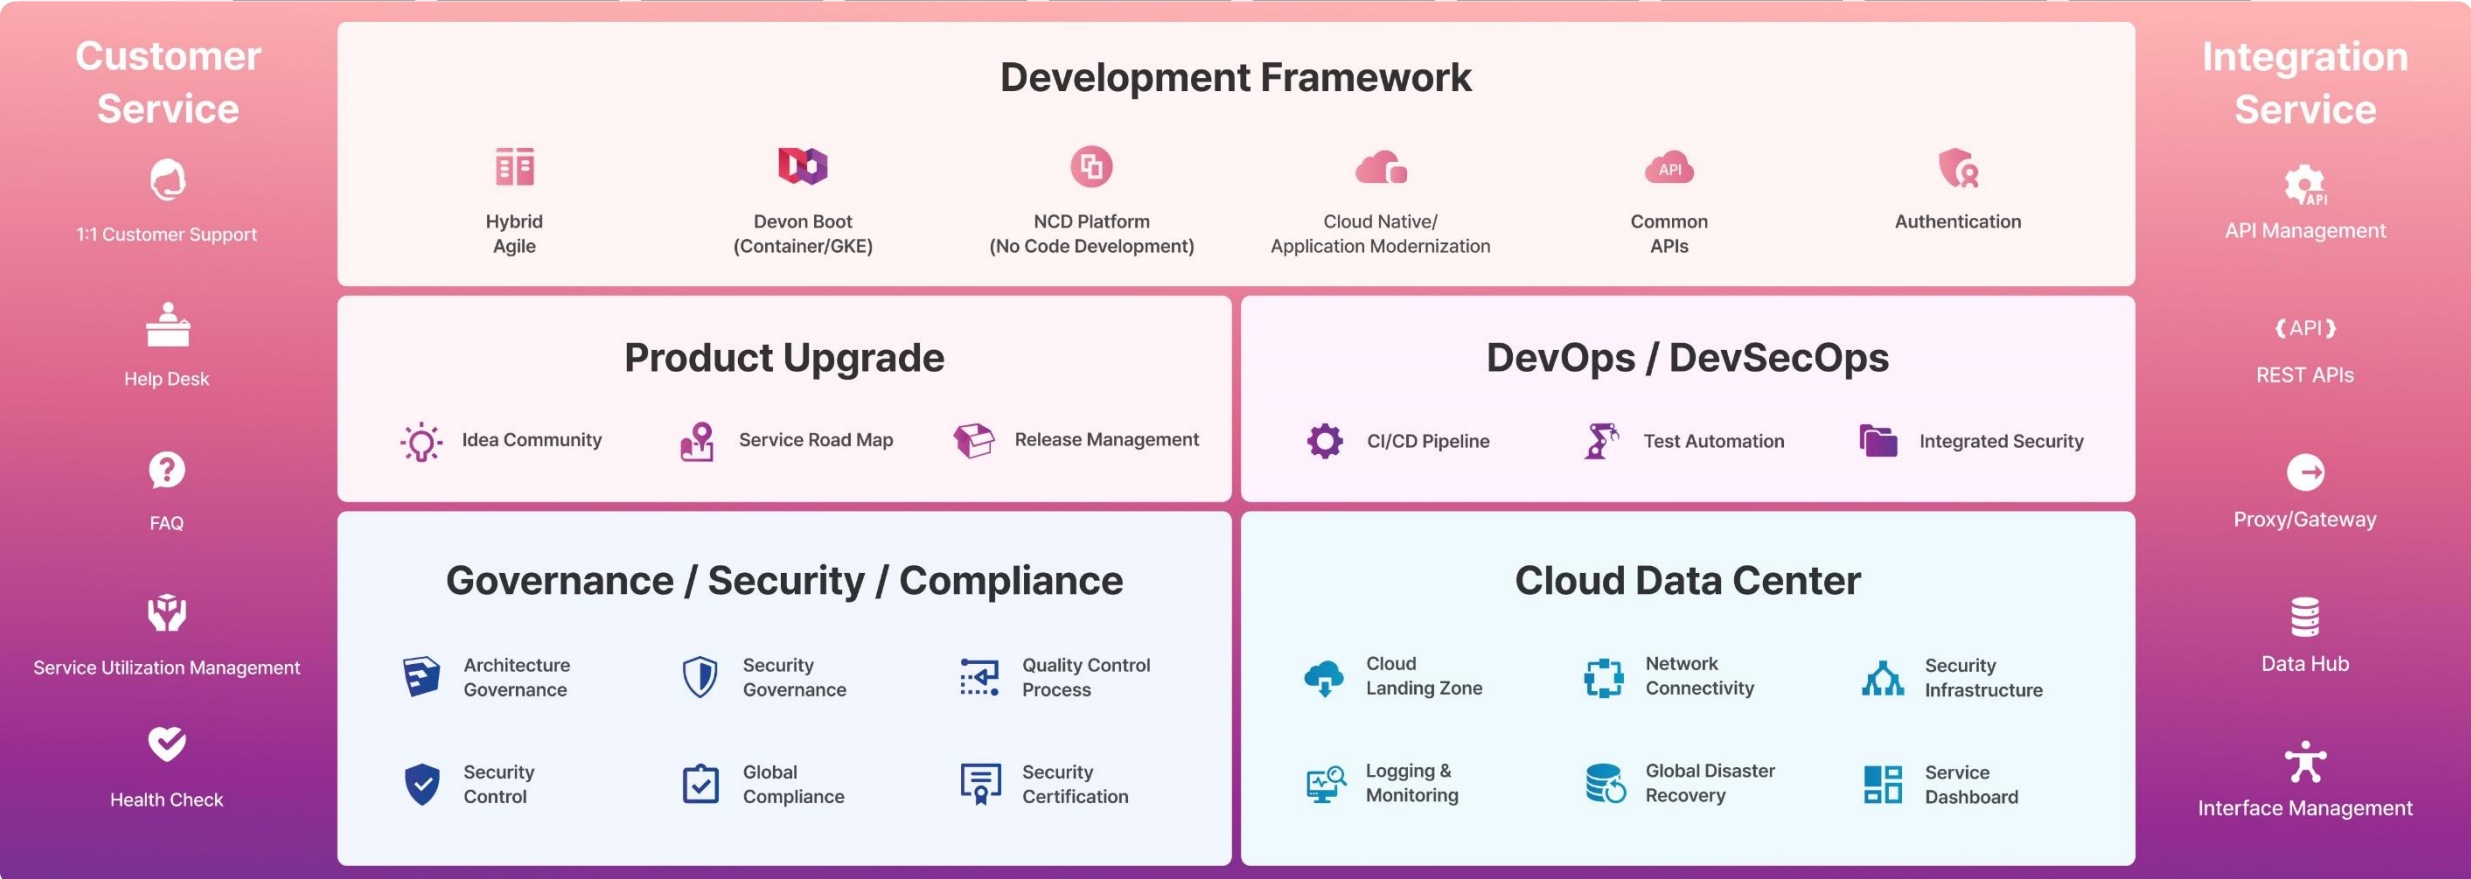 Customer
Service
1:1 Customer Support
Help Desk
FAQ
Service Utilization Management
Health Check
Development Framework
Hybrid
Agile
Devon Boot
(Container/GKE)
NCD Platform
(No Code Development)
Cloud Native/
Application Modernization
API
Common
APIs
Authentication
Product Upgrade
Idea Community
Service Road Map
Release Management
DevOps / DevSecOps
CI/CD Pipeline
Test Automation
Integrated Security
Governance / Security / Compliance
Architecture
Governance
Security
Governance
Quality Control
Process
Security
Control
Global
Compliance
Security
Certification
Cloud Data Center
Cloud
Landing Zone
Network
Connectivity
Security
Infrastructure
Logging &
Monitoring
Global Disaster
Recovery
Service
Dashboard
Integration
Service
API
API Management
{API}
REST APIs
Proxy/Gateway
Data Hub
Interface Management